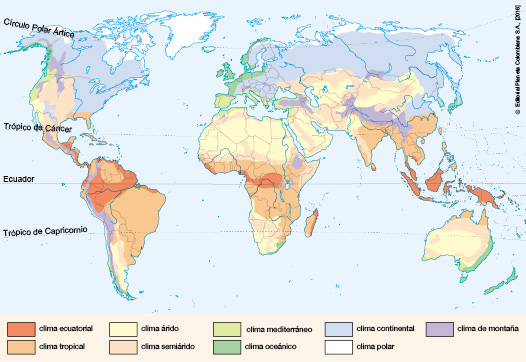 Círculo Polar Ártico
© Editorial Planeta Colombiana S.A. (2016)
Trópico de Cáncer
Ecuador
Trópico de Capricornio
clima ecuatorial
clima árido
clima mediterráneo
clima continental
clima de montaña
clima tropical
clima semiárido
clima oceánico
clima polar